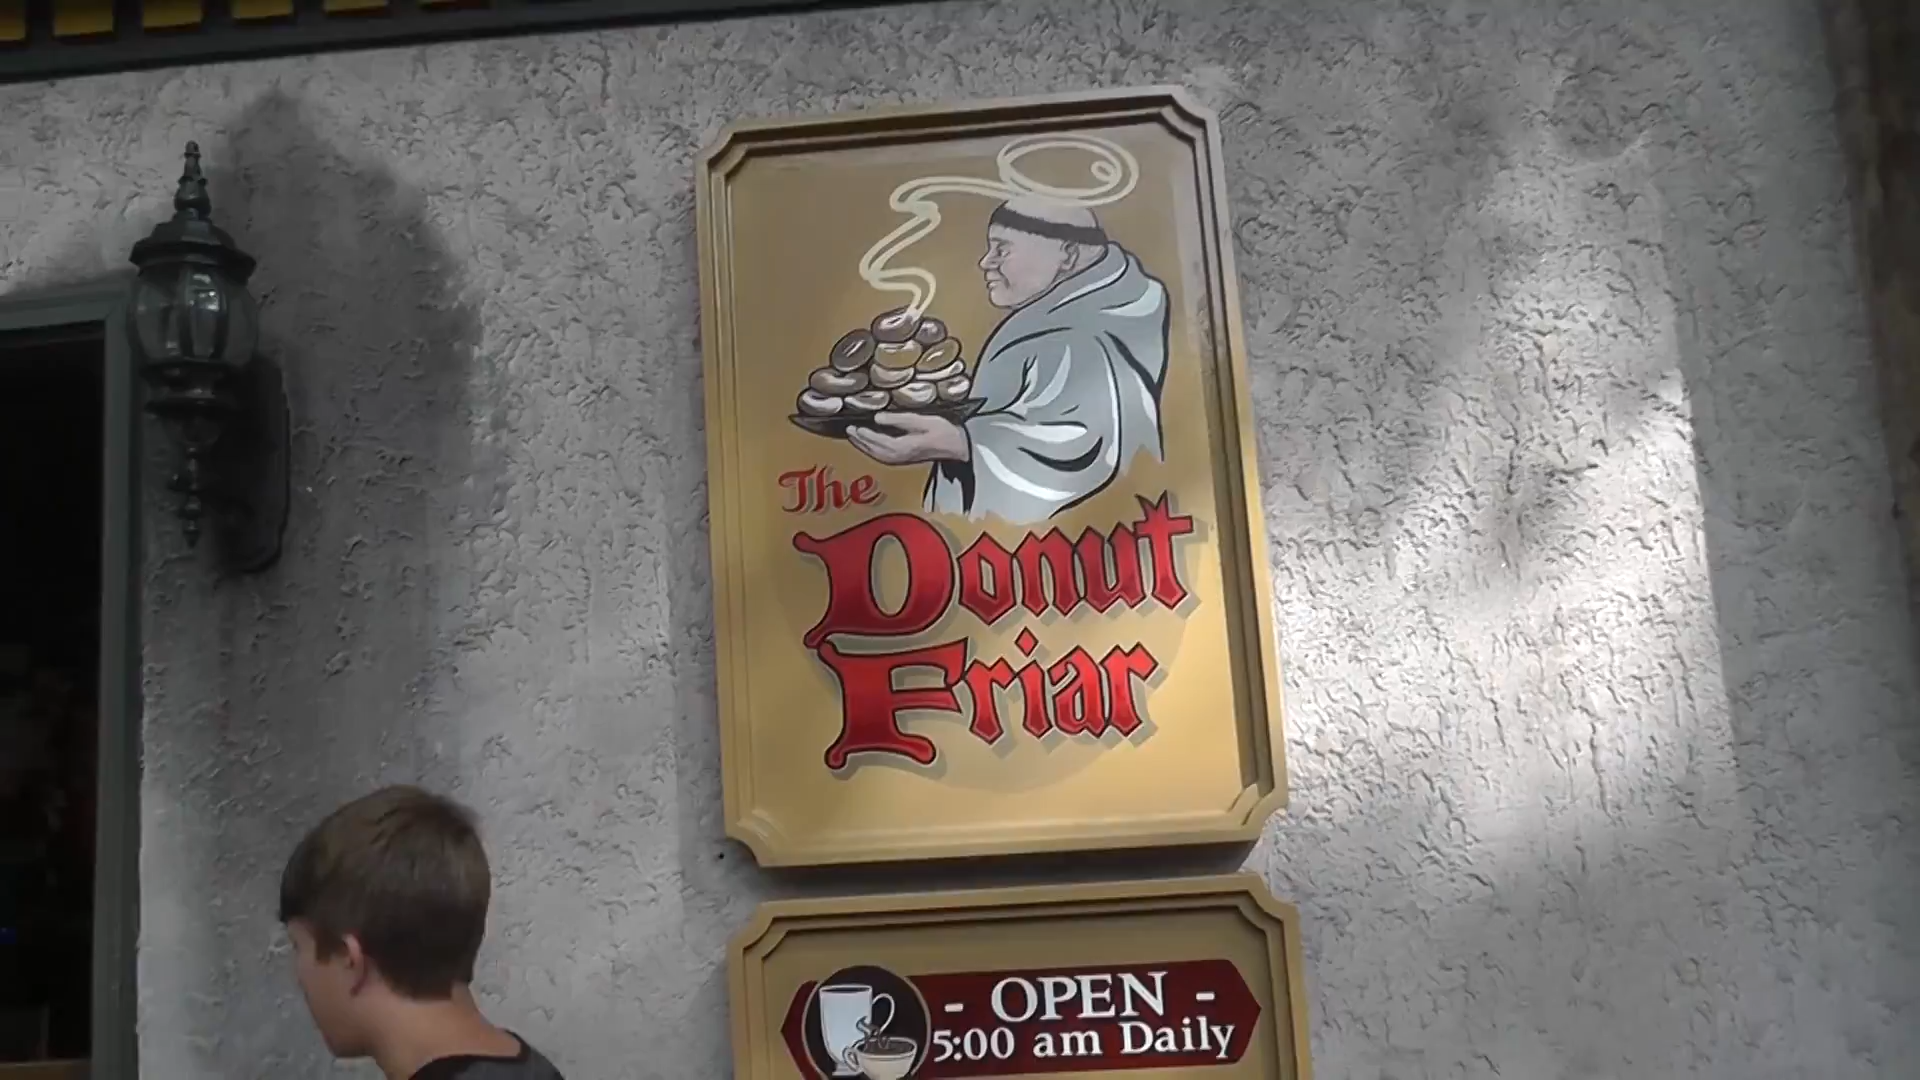 The
Donut
Friar
- OPEN -
5:00 am Daily